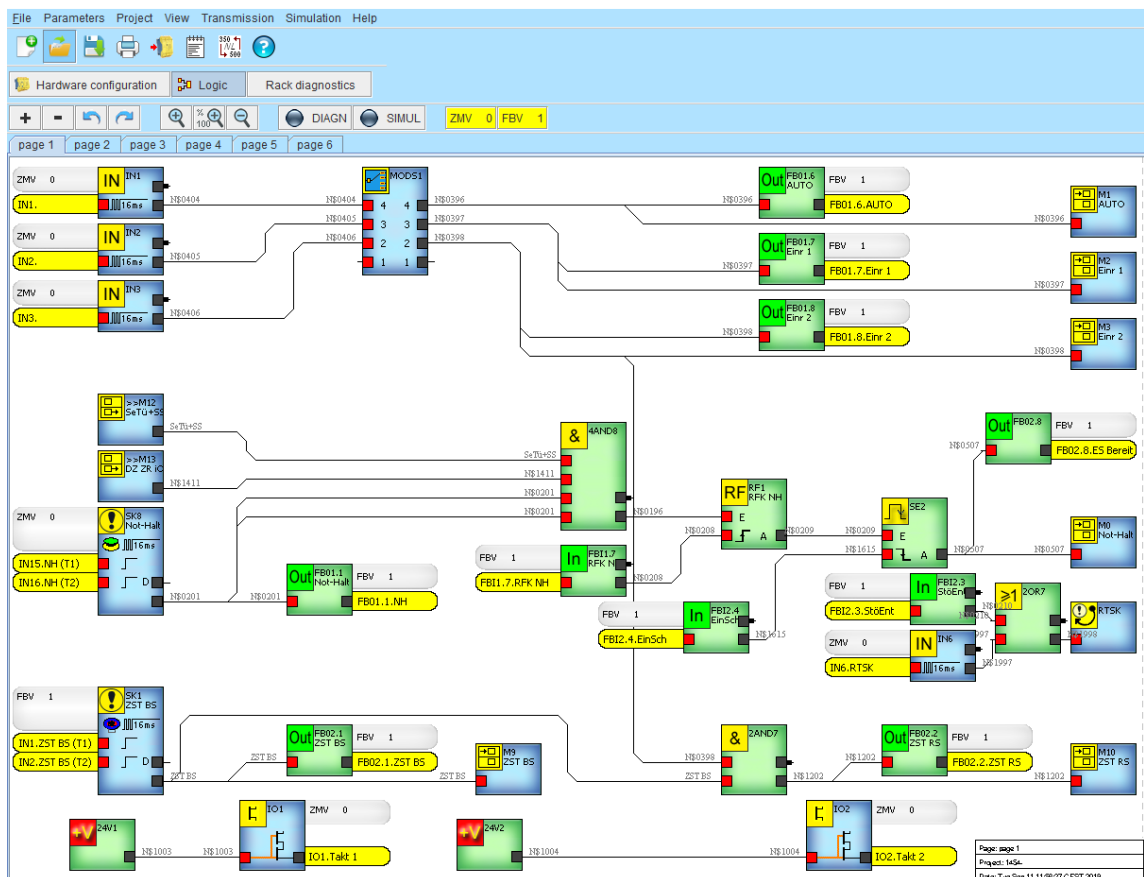 File Parameters Project View Transmission Simulation Help
350
NL
500
?
Hardware configuration Logic Rack diagnostics
+ - % 100 DIAGN SIMUL ZMV 0 FBV 1
page 1 page 2 page 3 page 4 page 5 page 6
ZMV 0 IN IN1
IN1. 16ms N$0404
ZMV 0 IN IN2
IN2. 16ms N$0405
ZMV 0 IN IN3
IN3. 16ms N$0406
MODS1
N$0404 4 4 N$0396
N$0405 3 3 N$0397
N$0406 2 2 N$0398
1 1
Out FB01.6 AUTO FBV 1
N$0396 FB01.6.AUTO
M1
AUTO
N$0396
Out FB01.7 Einr 1 FBV 1
N$0397 FB01.7.Einr 1
M2
Einr 1
N$0397
Out FB01.8 Einr 2 FBV 1
N$0398 FB01.8.Einr 2
M3
Einr 2
N$0398
>>M12
SeTü+SS
SeTü+SS
>>M13
DZ ZR iO
N$1411
ZMV 0 SK8
Not-Halt
16ms
IN15.NH (T1)
IN16.NH (T2) D
N$0201
N$0201 Out FB01.1 Not-Halt FBV 1
FB01.1.NH
& 4AND8
SeTü+SS
N$1411
N$0201
N$0201 N$0196
FBV 1 In FBI1.7
RFK N
FBI1.7.RFK NH N$0208
RF RF1
RFK NH
E
N$0208 A N$0209
FBV 1 In FBI2.4
EinSch
FBI2.4.EinSch N$1615
SE2
N$0209 E
N$1615 A N$0507
Out FB02.8 FBV 1
N$0507 FB02.8.ES Bereit
M0
Not-Halt
N$0507
FBV 1 In FBI2.3
StöEnt
FBI2.3.StöEnt N$0210
ZMV 0 IN IN6
IN6.RTSK 16ms N$1997
≥1 2OR7
N$0210
997 N$1998
RTSK
FBV 1 SK1
ZST BS
16ms
IN1.ZST BS (T1)
IN2.ZST BS (T2) D
ZST BS
ZST BS Out FB02.1 ZST BS FBV 1
FB02.1.ZST BS
M9
ZST BS
ZST BS
& 2AND7
N$0398
ZST BS N$1202
Out FB02.2 ZST RS FBV 1
FB02.2.ZST RS
M10
ZST RS
N$1202
+V 24V1 N$1003 N$1003 IO1 ZMV 0
IO1.Takt 1
+V 24V2 N$1004 N$1004 IO2 ZMV 0
IO2.Takt 2
Page: page 1
Project: 1454-